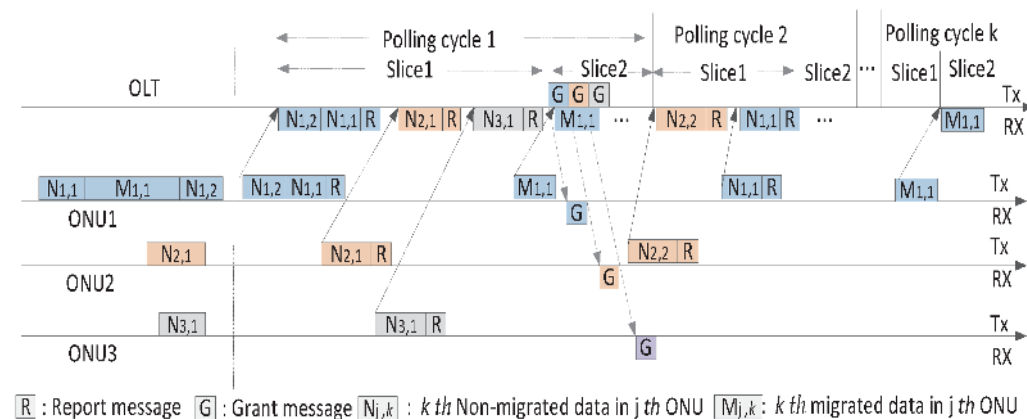 Polling cycle 1 Polling cycle 2 Polling cycle k
Slice1 Slice2 Slice1 Slice2 ... Slice1 Slice2
OLT G G G Tx
N1,2 N1,1 R N2,1 R N3,1 R M1,1 ... N2,2 R N1,1 R ... M1,1 RX
N1,1 M1,1 N1,2 N1,2 N1,1 R M1,1 N1,1 R M1,1 Tx
ONU1 G RX
N2,1 N2,1 R N2,2 R Tx
ONU2 G RX
N3,1 N3,1 R Tx
ONU3 G RX
R : Report message G : Grant message Nj,k : k th Non-migrated data in j th ONU Mj,k : k th migrated data in j th ONU